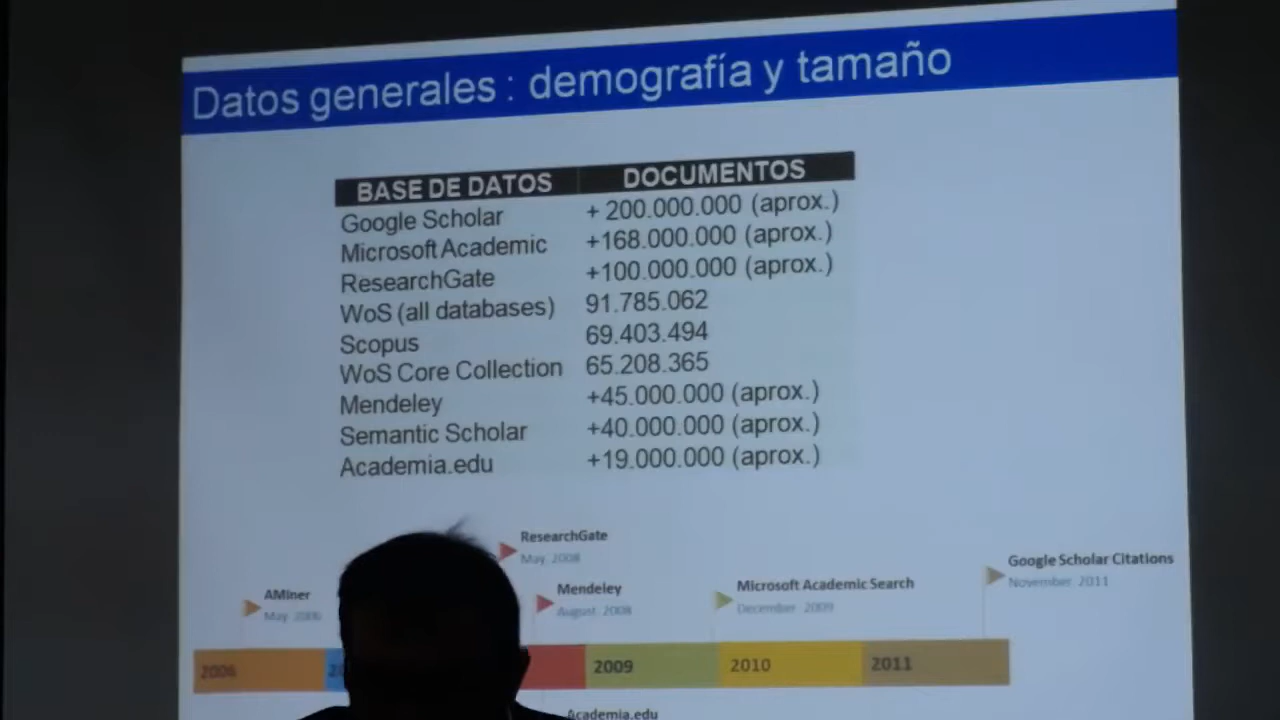 Datos generales : demografía y tamaño
BASE DE DATOS DOCUMENTOS
Google Scholar + 200.000.000 (aprox.)
Microsoft Academic +168.000.000 (aprox.)
ResearchGate +100.000.000 (aprox.)
WoS (all databases) 91.785.062
Scopus 69.403.494
WoS Core Collection 65.208.365
Mendeley +45.000.000 (aprox.)
Semantic Scholar +40.000.000 (aprox.)
Academia.edu +19.000.000 (aprox.)
ResearchGate
May, 2008
Google Scholar Citations
November, 2011
Mendeley
August, 2008
Microsoft Academic Search
December, 2009
AMiner
May, 2006
2006 2009 2010 2011
Academia.edu